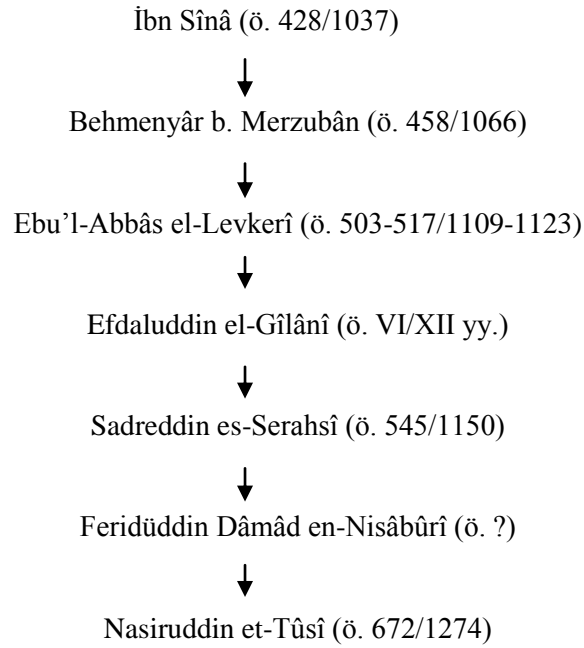 İbn Sînâ (ö. 428/1037)
Behmenyâr b. Merzubân (ö. 458/1066)
Ebu’l-Abbâs el-Levkerî (ö. 503-517/1109-1123)
Efdaluddin el-Gîlânî (ö. VI/XII yy.)
Sadreddin es-Serahsî (ö. 545/1150)
Feridüddin Dâmâd en-Nisâbûrî (ö. ?)
Nasiruddin et-Tûsî (ö. 672/1274)